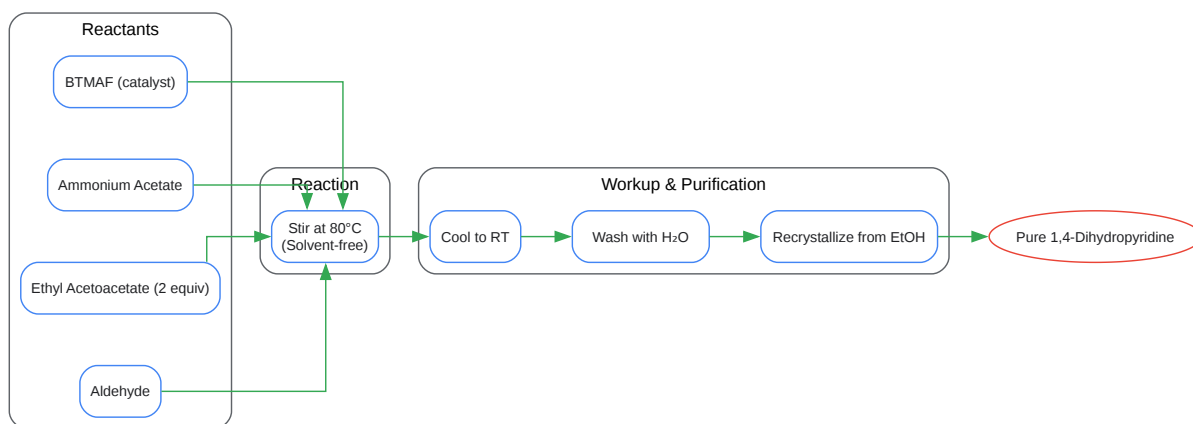 Reactants
BTMAF (catalyst)
Ammonium Acetate
Ethyl Acetoacetate (2 equiv)
Aldehyde
Reaction
Stir at 80°C
(Solvent-free)
Workup & Purification
Cool to RT
Wash with H₂O
Recrystallize from EtOH
Pure 1,4-Dihydropyridine